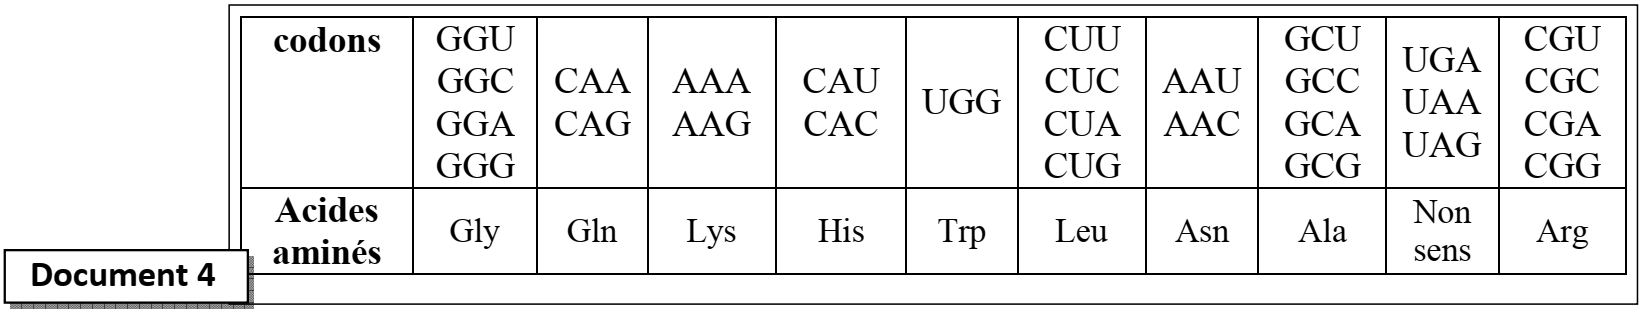 codons
GGU
GGC
GGA
GGG
CAA
CAG
AAA
AAG
CAU
CAC
UGG
CUU
CUC
CUA
CUG
AAU
AAC
GCU
GCC
GCA
GCG
UGA
UAA
UAG
CGU
CGC
CGA
CGG
Acides
aminés
Gly
Gln
Lys
His
Trp
Leu
Asn
Ala
Non
sens
Arg
Document 4